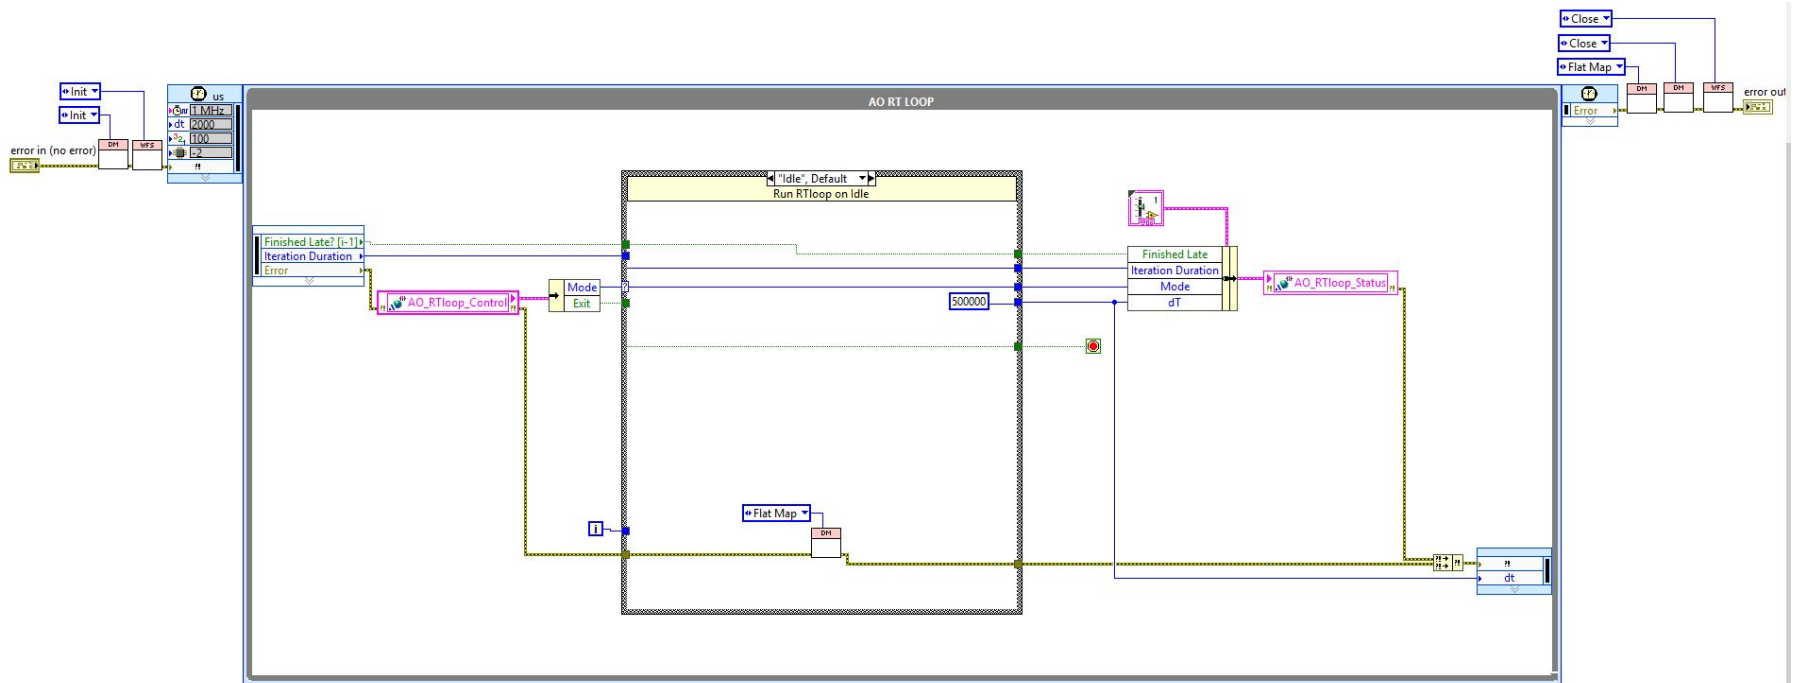 Close
Close
Flat Map
Init
Init
us
1 MHz
dt 2000
100
-2
?!
error in (no error)
DM
WFS
AO RT LOOP
Error
DM
DM
WFS
error out
"Idle", Default
Run RTloop on Idle
1
Finished Late? [i-1]
Iteration Duration
Error
AO_RTloop_Control
Mode
Exit
500000
Finished Late
Iteration Duration
Mode
dT
AO_RTloop_Status
i
Flat Map
DM
?!
dt